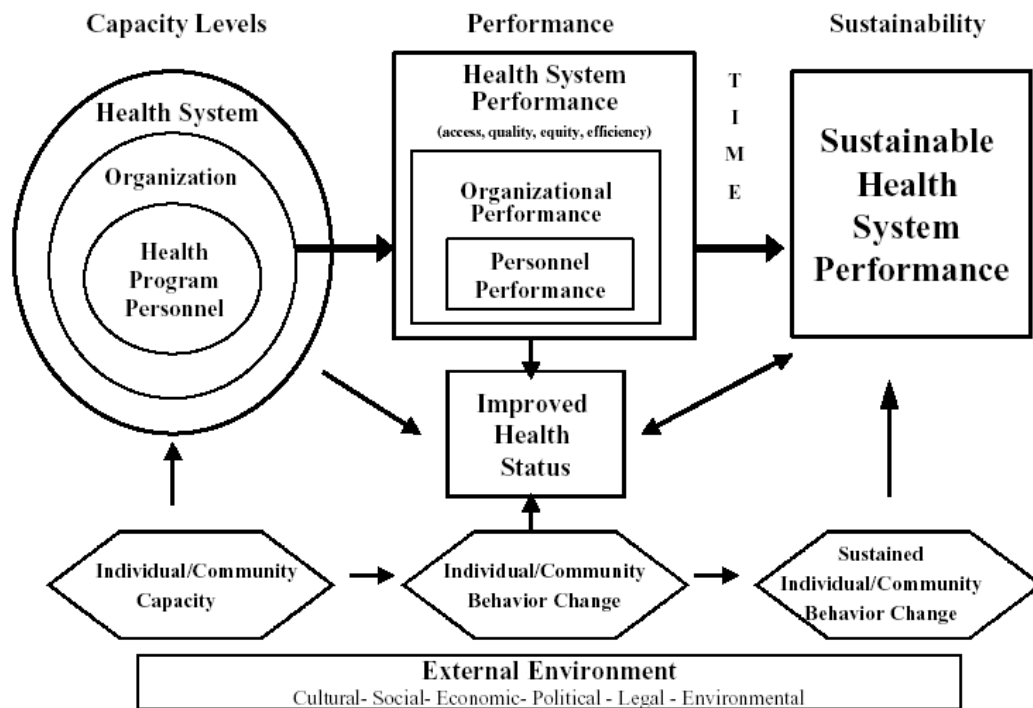 Capacity Levels
Performance
Sustainability
Health System
Organization
Health
Program
Personnel
Health System
Performance
(access, quality, equity, efficiency)
Organizational
Performance
Personnel
Performance
T
I
M
E
Sustainable
Health
System
Performance
Improved
Health
Status
Individual/Community
Capacity
Individual/Community
Behavior Change
Sustained
Individual/Community
Behavior Change
External Environment
Cultural- Social- Economic- Political - Legal - Environmental